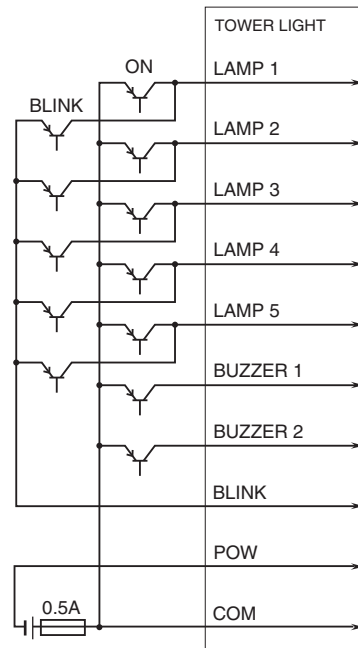 TOWER LIGHT
ON
LAMP 1
BLINK
LAMP 2
LAMP 3
LAMP 4
LAMP 5
BUZZER 1
BUZZER 2
BLINK
POW
0.5A
COM